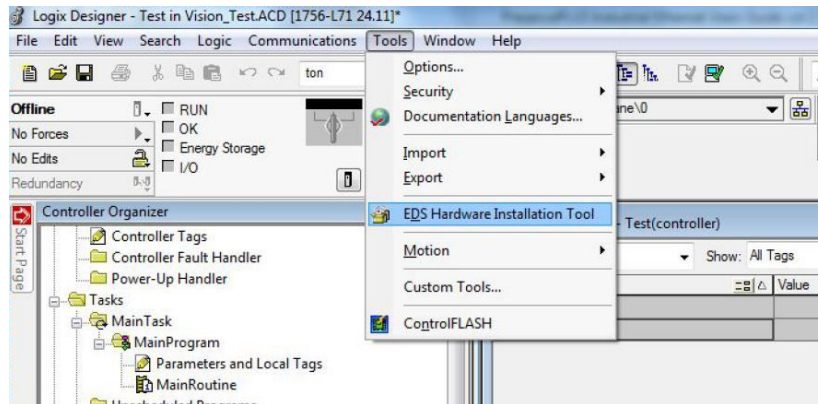 Logix Designer - Test in Vision_Test.ACD [1756-L71 24.11]*
File Edit View Search Logic Communications Tools Window Help
ton
Options...
Security
Documentation Languages...
Import
Export
EDS Hardware Installation Tool
Motion
Custom Tools...
ControlFLASH
Offline
RUN
No Forces
OK
Energy Storage
No Edits
I/O
Redundancy
ane\0
Start Page
Controller Organizer
Controller Tags
Controller Fault Handler
Power-Up Handler
Tasks
MainTask
MainProgram
Parameters and Local Tags
MainRoutine
Unscheduled Programs
- Test(controller)
Show: All Tags
Value